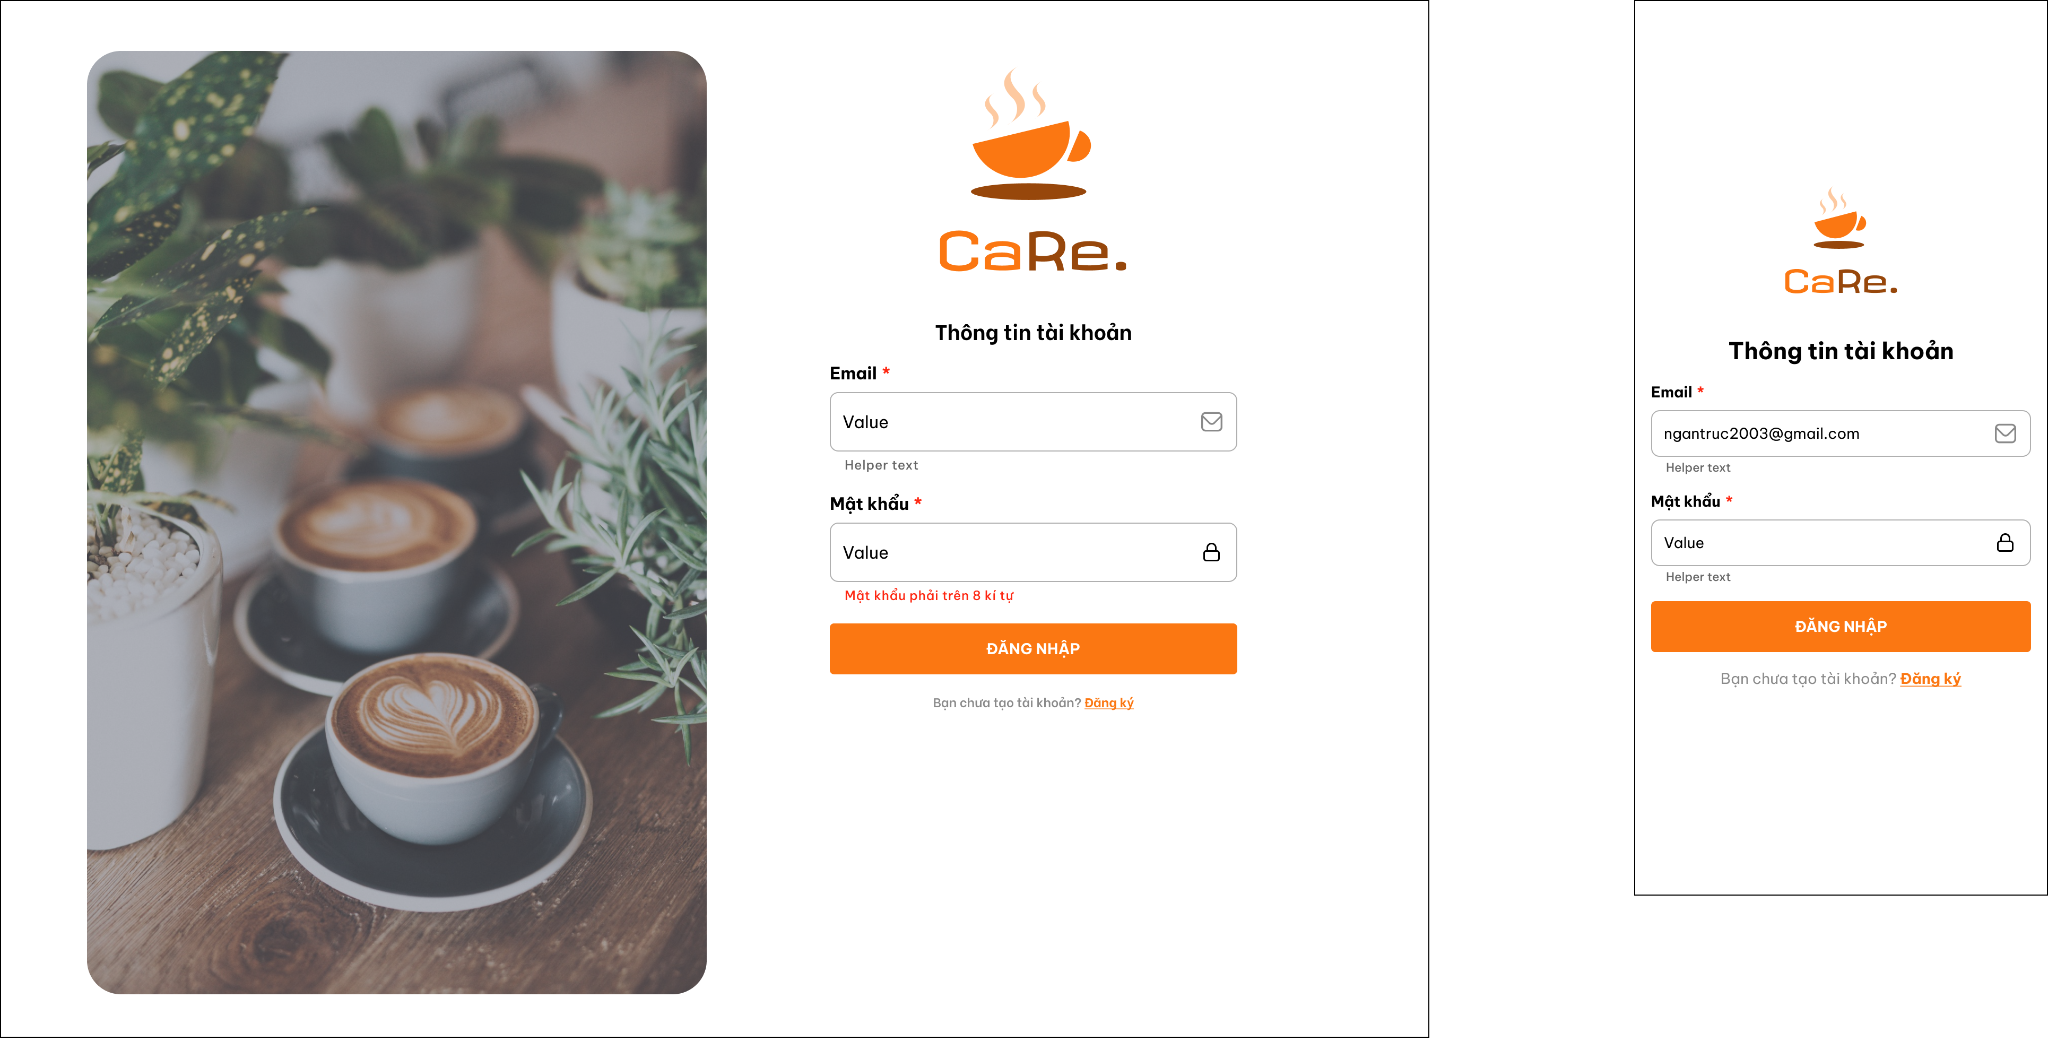 CaRe.
Thông tin tài khoản
Email *
Value
Helper text
Mật khẩu *
Value
Mật khẩu phải trên 8 kí tự
ĐĂNG NHẬP
Bạn chưa tạo tài khoản? Đăng ký
CaRe.
Thông tin tài khoản
Email *
ngantruc2003@gmail.com
Helper text
Mật khẩu *
Value
Helper text
ĐĂNG NHẬP
Bạn chưa tạo tài khoản? Đăng ký